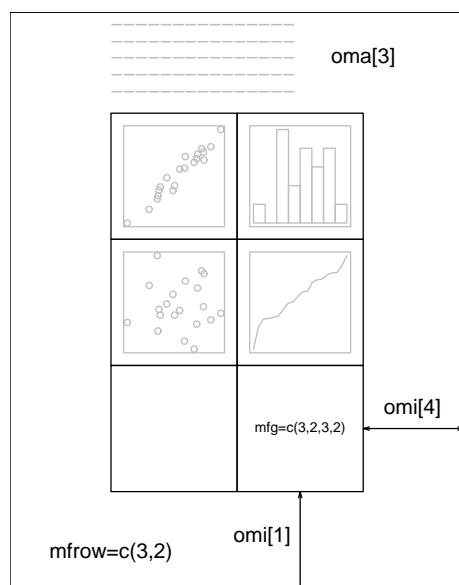 oma[3]
mfg=c(3,2,3,2)
omi[4]
omi[1]
mfrow=c(3,2)